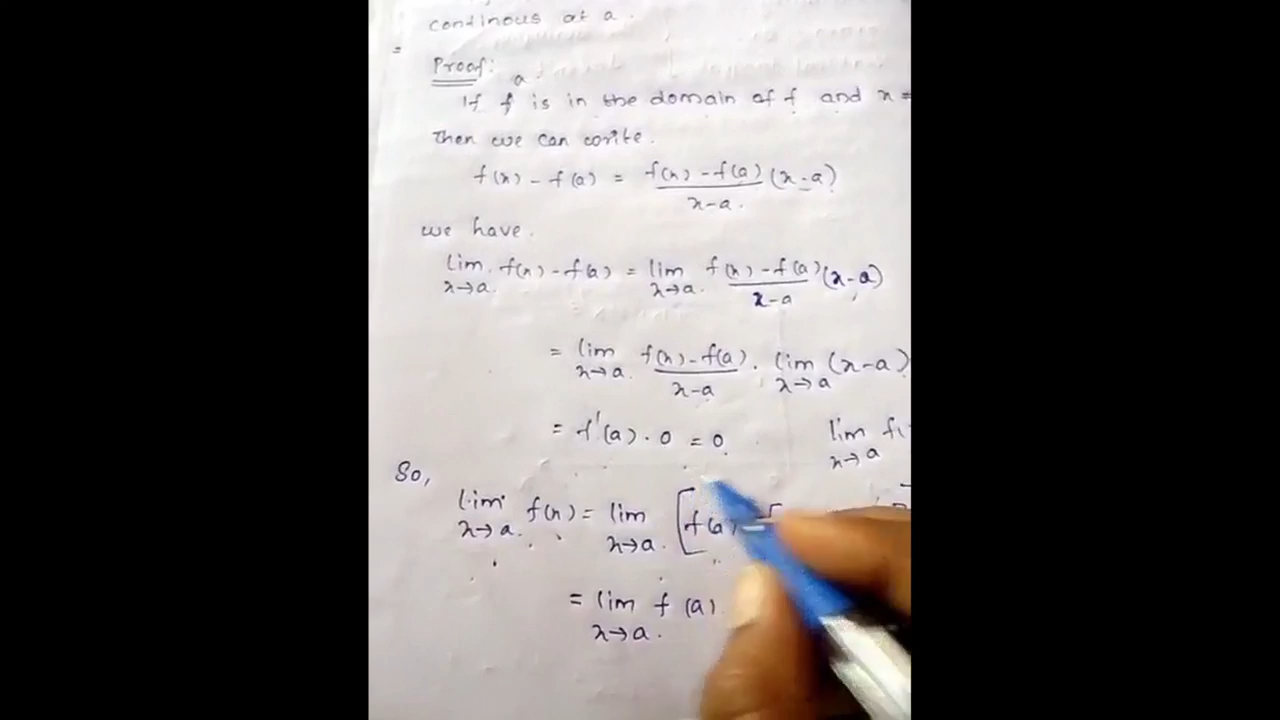 continous at a.
Proof:
a
If f is in the domain of f and x =
Then we can write.
f(x) - f(a) = f(x) - f(a) / x-a. (x-a)
we have.
lim x→a. f(x) - f(a) = lim x→a. f(x) - f(a) / x-a (x-a)
= lim x→a. f(x) - f(a) / x-a . lim x→a (x-a)
= f'(a) . 0 = 0
lim x→a
So,
lim x→a. f(x) = lim x→a. [f(a)
= lim x→a. f(a)